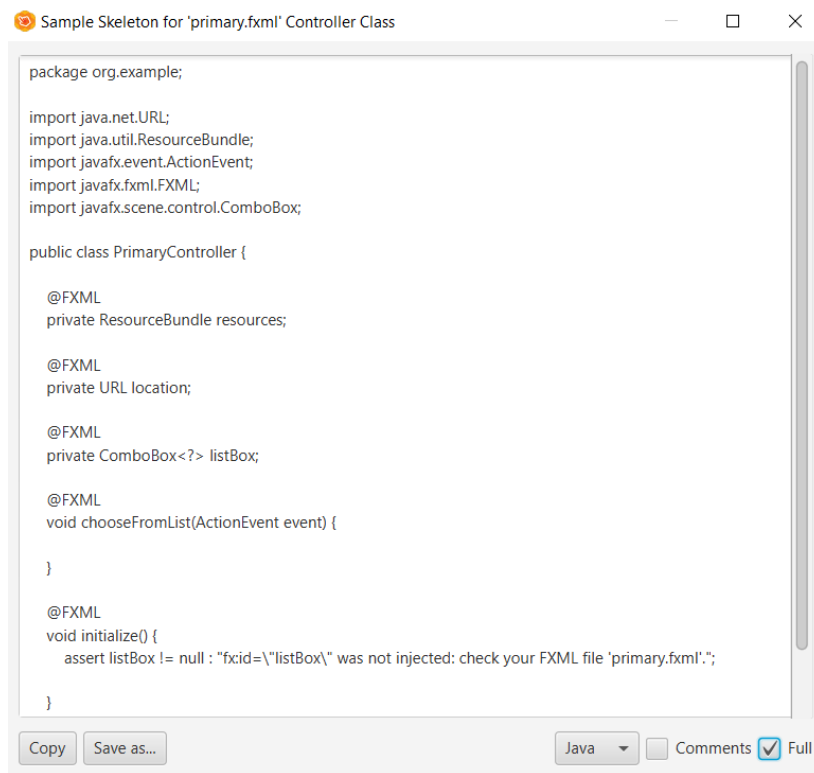 Sample Skeleton for 'primary.fxml' Controller Class
package org.example;
import java.net.URL;
import java.util.ResourceBundle;
import javafx.event.ActionEvent;
import javafx.fxml.FXML;
import javafx.scene.control.ComboBox;
public class PrimaryController {
@FXML
private ResourceBundle resources;
@FXML
private URL location;
@FXML
private ComboBox<?> listBox;
@FXML
void chooseFromList(ActionEvent event) {
}
@FXML
void initialize() {
assert listBox != null : "fx:id=\"listBox\" was not injected: check your FXML file 'primary.fxml'.";
}
Copy Save as... Java Comments Full